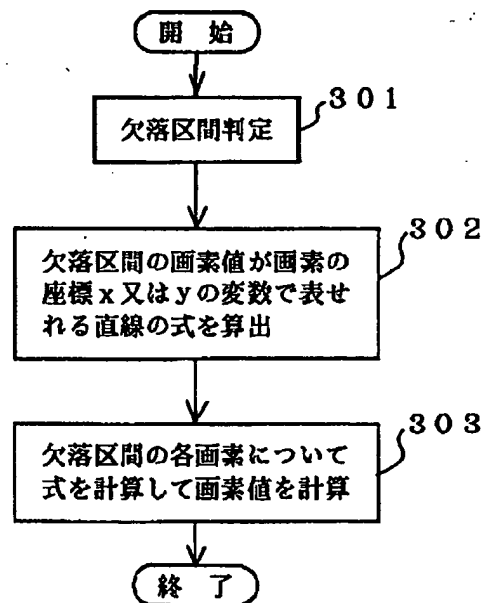 開 始
301
欠落区間判定
302
欠落区間の画素値が画素の
座標x又はyの変数で表せ
れる直線の式を算出
303
欠落区間の各画素について
式を計算して画素値を計算
終 了